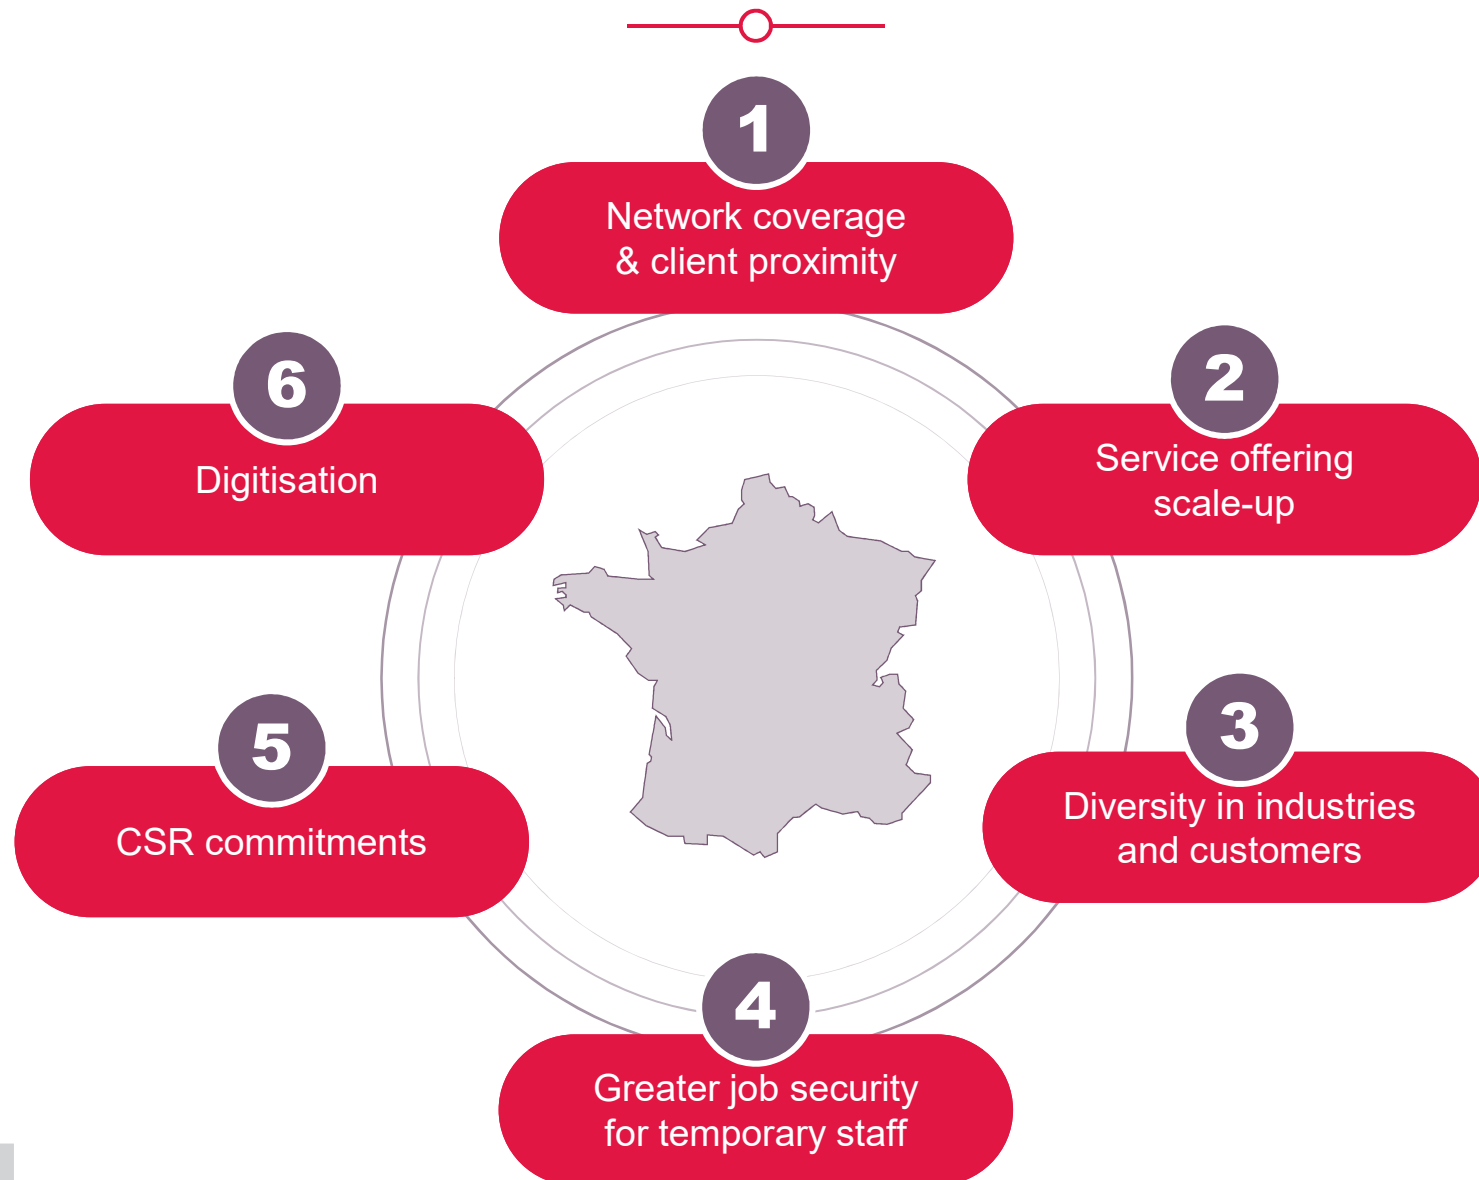 1
Network coverage
& client proximity
2
Service offering
scale-up
3
Diversity in industries
and customers
4
Greater job security
for temporary staff
5
CSR commitments
6
Digitisation